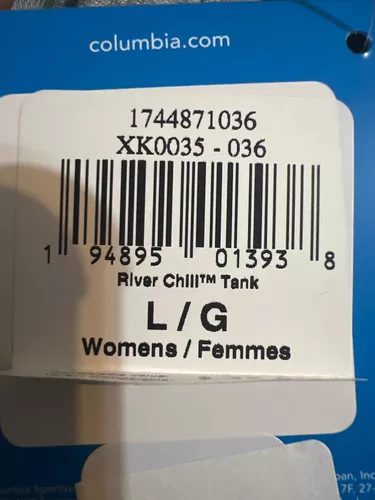 columbia.com
1744871036
XK0035 - 036
1 94895 01393 8
River Chill™ Tank
L / G
Womens / Femmes